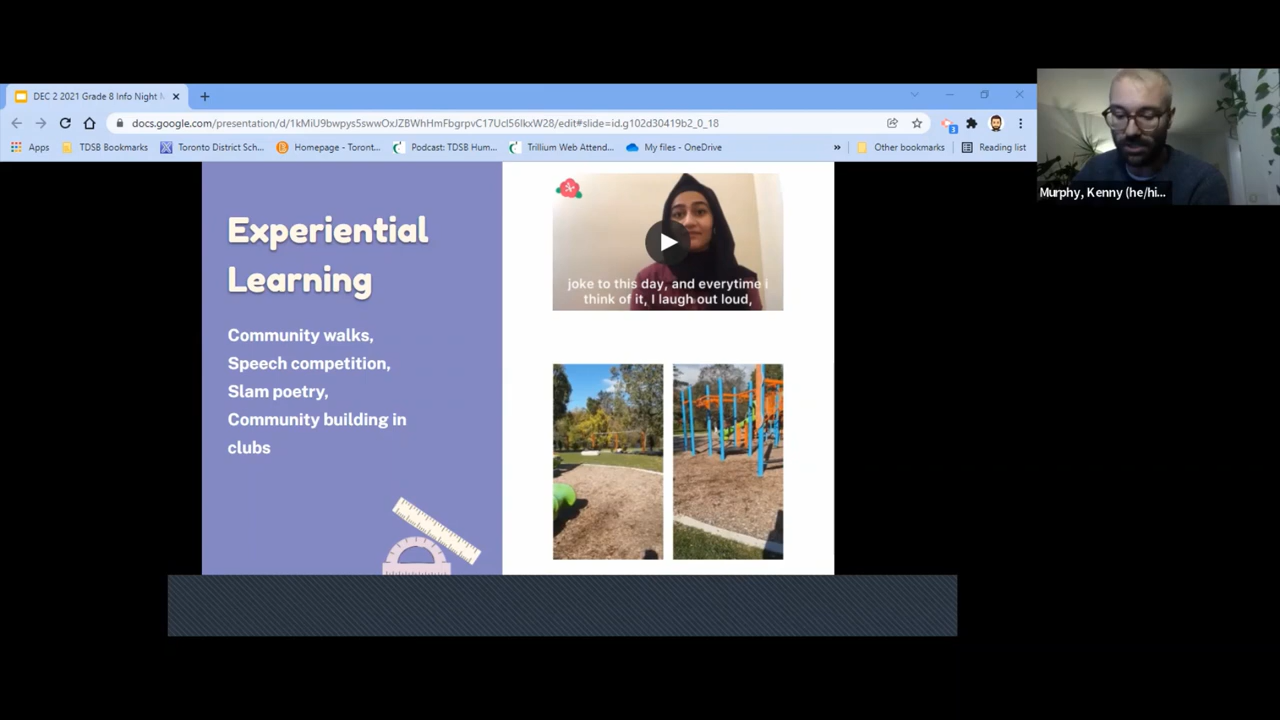 DEC 2 2021 Grade 8 Info Night
docs.google.com/presentation/d/1kMiU9bwpys5swwOxJZBWhHmFbgrpvC17UcI56IkxW28/edit#slide=id.g102d30419b2_0_18
Apps TDSB Bookmarks Toronto District Sch... Homepage - Toront... Podcast: TDSB Hum... Trillium Web Attend... My files - OneDrive » Other bookmarks Reading list
3
Murphy, Kenny (he/hi...
Experiential
Learning
Community walks,
Speech competition,
Slam poetry,
Community building in
clubs
joke to this day, and everytime i
think of it, I laugh out loud,